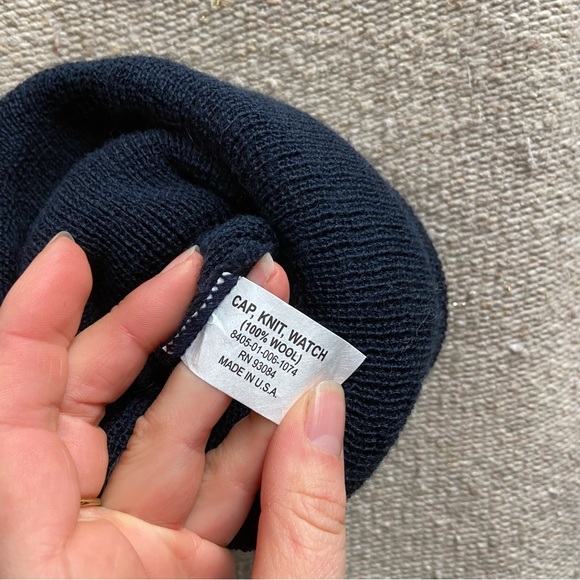 CAP, KNIT, WATCH
(100% WOOL)
8405-01-006-1074
RN 93084
MADE IN U.S.A.